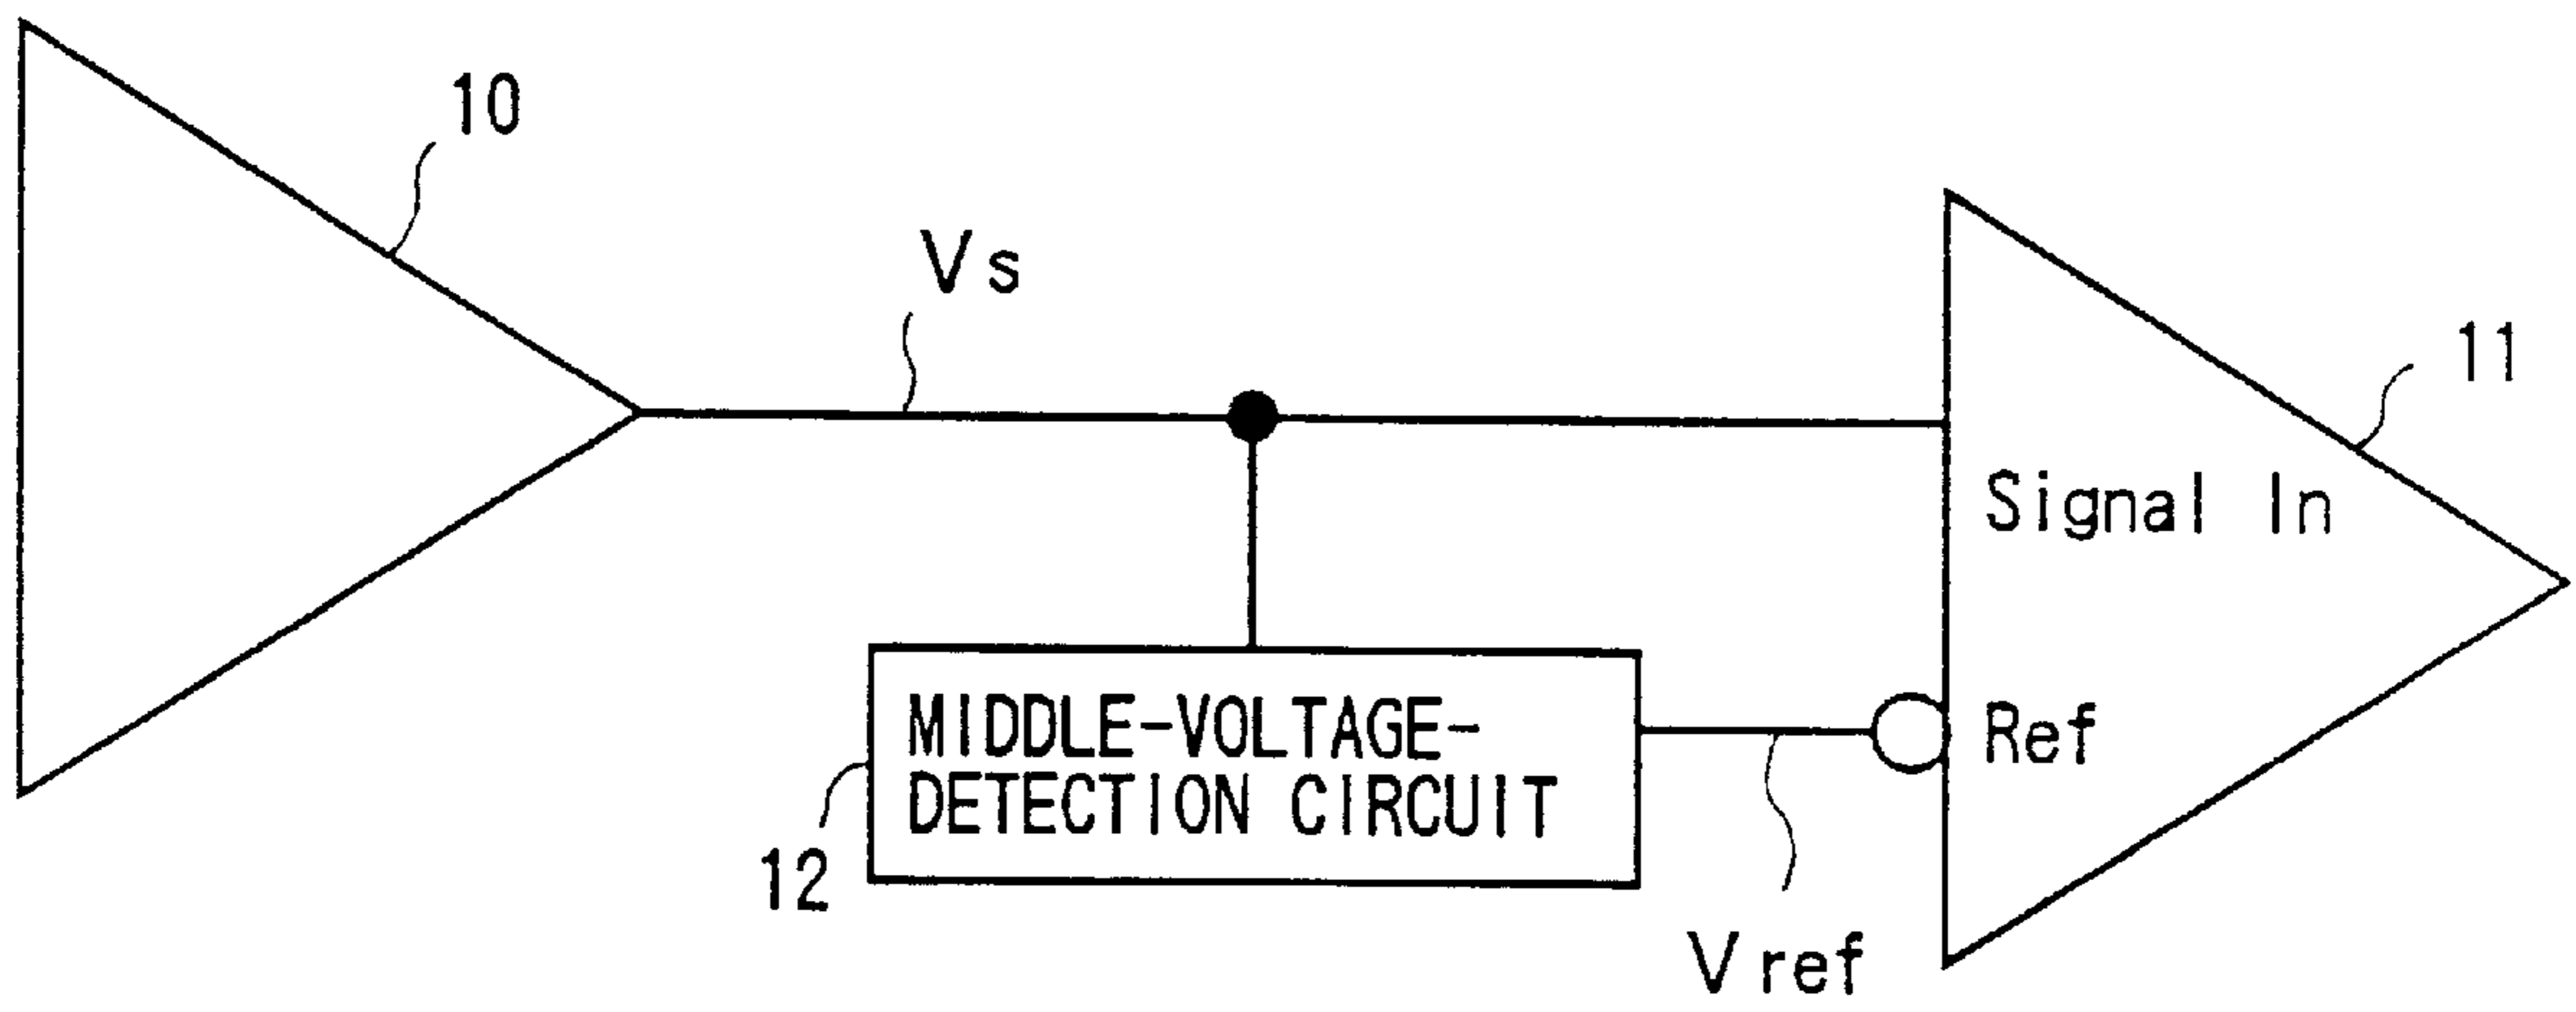 10
Vs
11
Signal In
MIDDLE-VOLTAGE-
DETECTION CIRCUIT
Ref
12
Vref